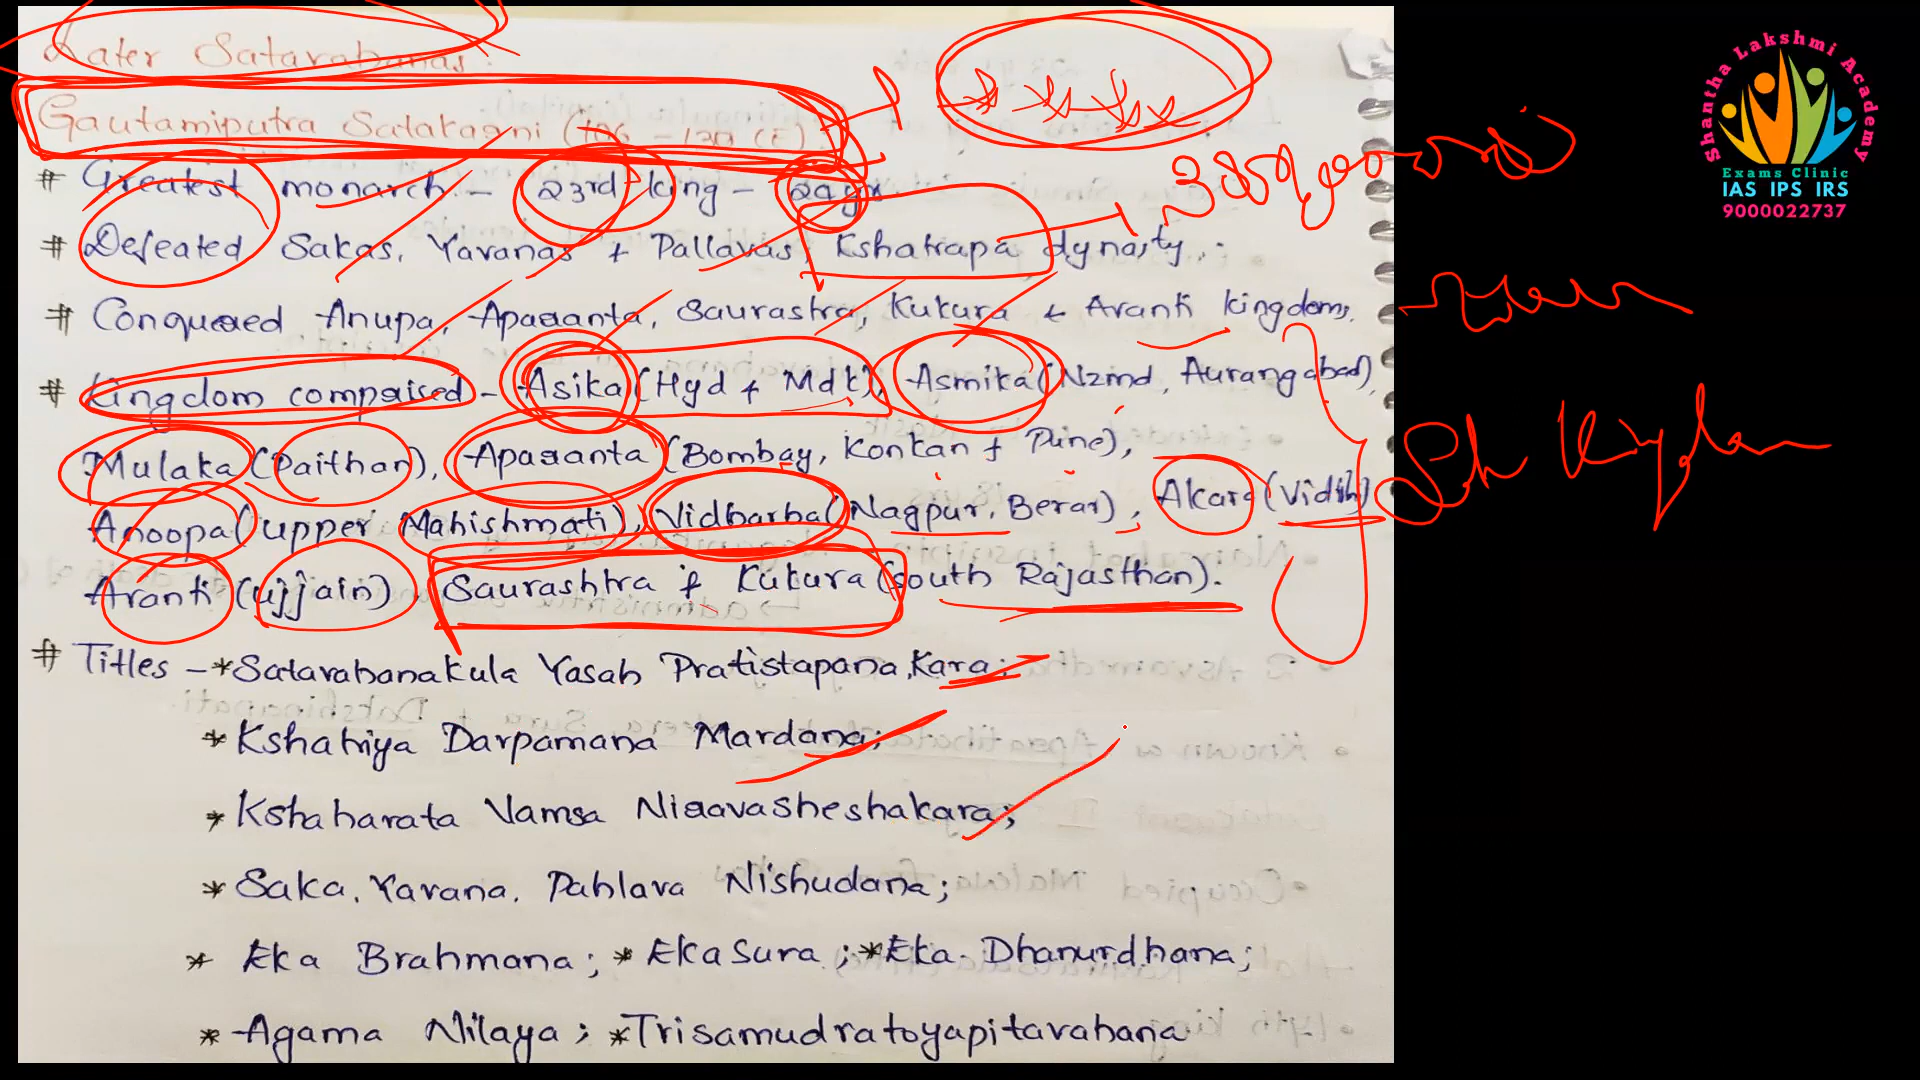 Later Satavahanas.
Gautamiputra Satakarni (106 - 130 CE)
# Greatest monarch - 23rd king - 24yr
# Defeated Sakas, Yavanas + Pallavas, Kshatrapa dynasty.
# Conquered Anupa, Aparanta, Saurastra, Kukura + Avanti kingdoms.
# Kingdom comprised - Asika (Hyd + Mdk), Asmika (Nzmd, Aurangabad),
Mulaka (Paithan), Aparanta (Bombay, Konkan + Pune),
Anoopa (upper Mahishmati), Vidharba (Nagpur, Berar), Akara (Vidish)
Avanti (Ujjain), Saurashtra & Kukura (South Rajasthan).
# Titles - *Satavahanakula Yasah Pratistapana Kara;
* Kshatriya Darpamana Mardana;
* Kshaharata Vamsa Niravasheshakara;
* Saka, Yavana, Pahlava Nishudana;
* Eka Brahmana; * Eka Sura; * Eka Dhanurdhana;
* Agama Nilaya; * Trisamudratoyapitavahana
Shantha Lakshmi Academy
Exams Clinic
IAS IPS IRS
9000022737